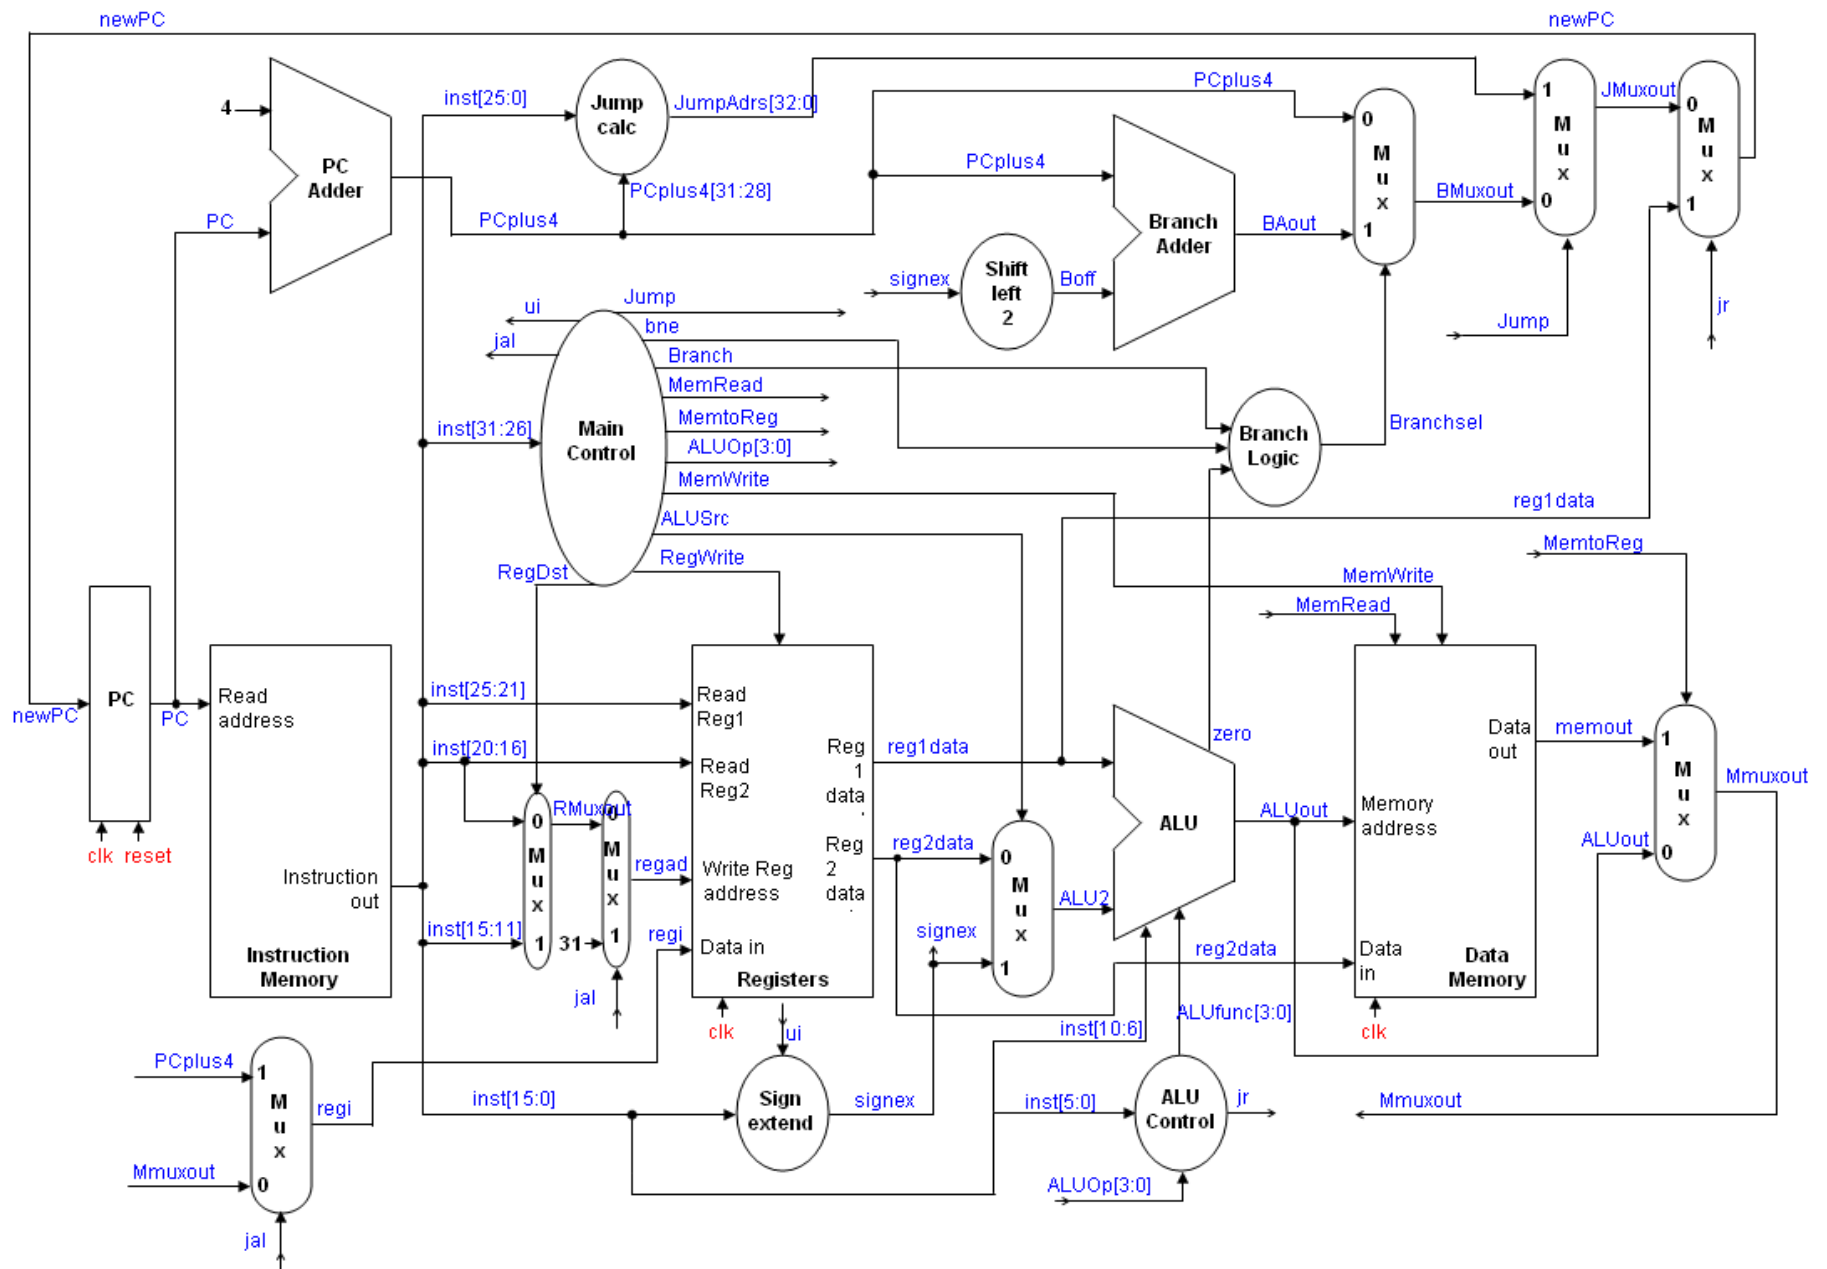 newPC
newPC
4
PC
Adder
PC
inst[25:0]
Jump
calc
JumpAdrs[32:0]
PCplus4[31:28]
PCplus4
PCplus4
PCplus4
Branch
Adder
signex
Shift
left
2
Boff
BAout
0
M
u
x
1
BMuxout
1
M
u
x
0
JMuxout
0
M
u
x
1
Jump
jr
ui
jal
Jump
bne
Branch
MemRead
MemtoReg
ALUOp[3:0]
MemWrite
ALUSrc
RegWrite
RegDst
inst[31:26]
Main
Control
Branch
Logic
Branchsel
reg1data
MemtoReg
MemWrite
MemRead
newPC
PC
PC
clk
reset
Read
address
Instruction
out
Instruction
Memory
inst[25:21]
inst[20:16]
inst[15:11]
0
M
u
x
1
RMuxout
31
0
M
u
x
1
jal
regad
regi
Read
Reg1
Read
Reg2
Write Reg
address
Data in
Reg
1
data
Reg
2
data
Registers
clk
ui
reg1data
reg2data
signex
0
M
u
x
1
ALU2
ALU
zero
ALUout
Memory
address
Data
in
Data
out
Data
Memory
clk
reg2data
memout
ALUout
1
M
u
x
0
Mmuxout
inst[10:6]
ALUfunc[3:0]
PCplus4
Mmuxout
1
M
u
x
0
regi
jal
inst[15:0]
Sign
extend
signex
inst[5:0]
ALU
Control
jr
ALUOp[3:0]
Mmuxout